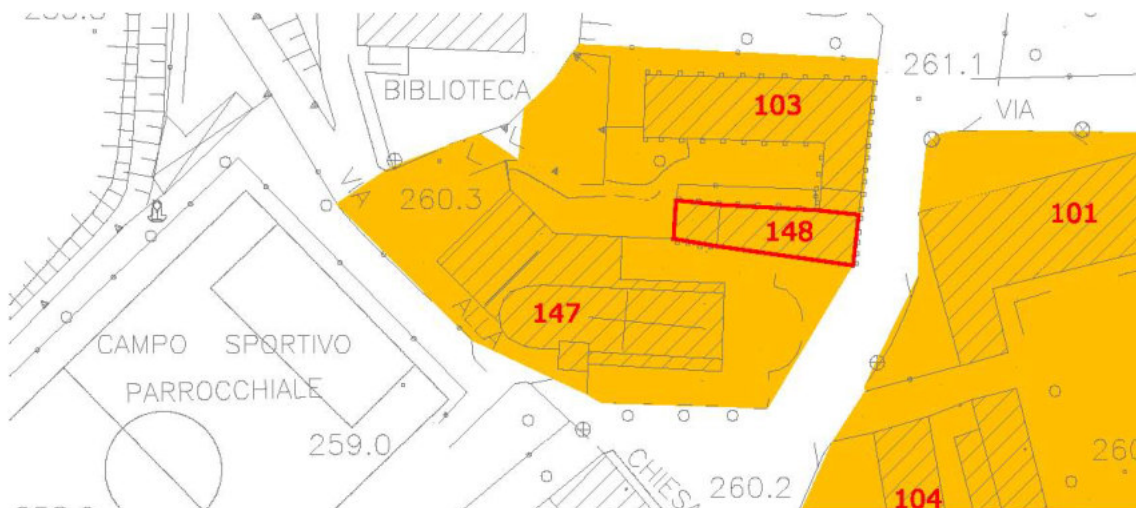 261.1
103
BIBLIOTECA
VIA
VIA
260.3
101
148
147
CAMPO SPORTIVO
PARROCCHIALE
259.0
CHIESA
260.2
104